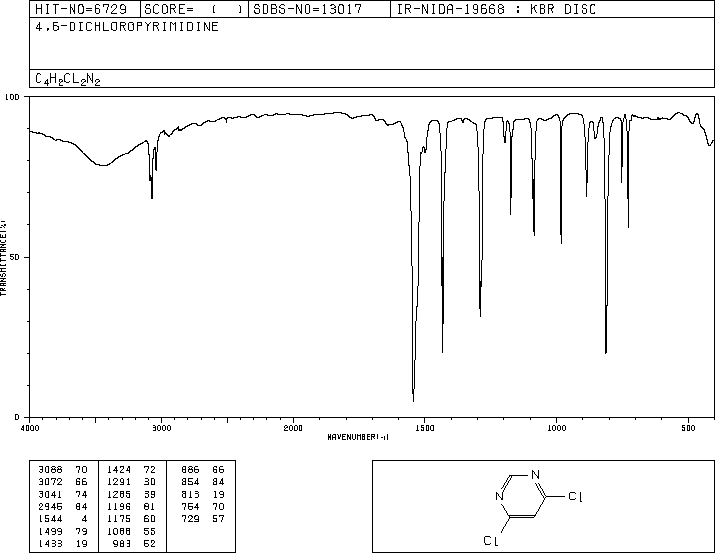 HIT-NO=6729 SCORE= ( ) SDBS-NO=13017 IR-NIDA-19668 : KBR DISC
4,6-DICHLOROPYRIMIDINE
C4H2CL2N2
100
50
0
TRANSMITTANCE(%)
4000 3000 2000 1500 1000 500
WAVENUMBER(-1)
3088 70 1424 72 886 66
3072 66 1291 30 854 84
3041 74 1285 39 813 19
2945 84 1196 81 754 70
1544 4 1175 60 729 57
1499 79 1088 55
1433 19 983 52
N
N
Cl
Cl